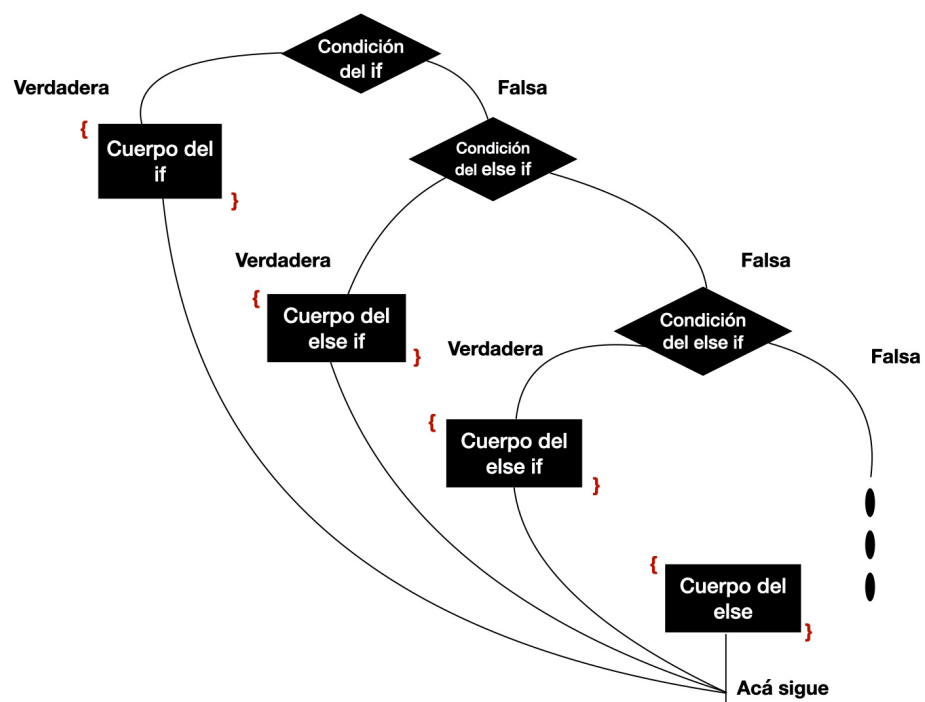 Condición
del if
Verdadera
Falsa
{
Cuerpo del
if
}
Condición
del else if
Verdadera
Falsa
{
Cuerpo del
else if
}
Condición
del else if
Verdadera
Falsa
{
Cuerpo del
else if
}
{
Cuerpo del
else
}
Acá sigue